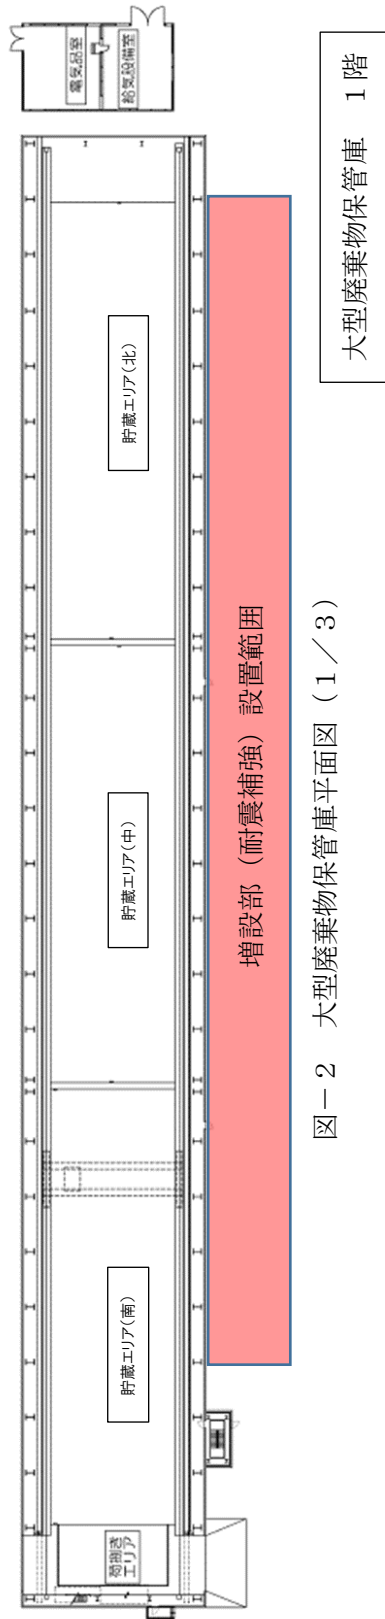 大型廃棄物保管庫 1階
電気品室
給気設備室
貯蔵エリア(北)
貯蔵エリア(中)
貯蔵エリア(南)
荷捌き
エリア
増設部(耐震補強)設置範囲
図-2 大型廃棄物保管庫平面図(1/3)